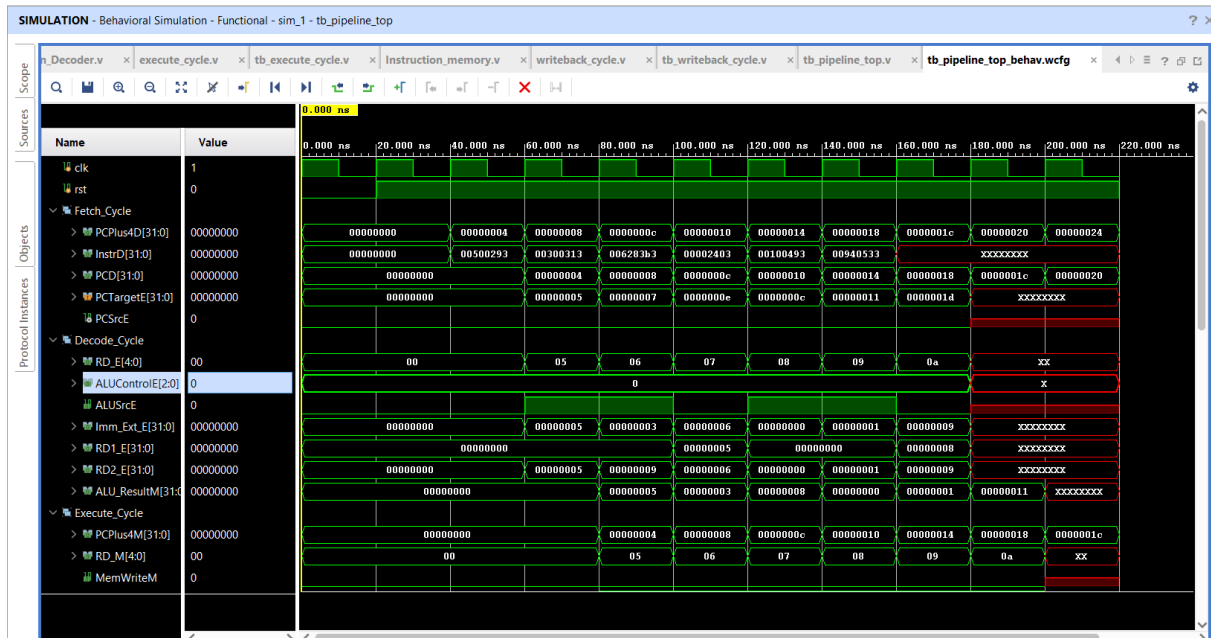 SIMULATION - Behavioral Simulation - Functional - sim_1 - tb_pipeline_top ?
n_Decoder.v × execute_cycle.v × tb_execute_cycle.v × Instruction_memory.v × writeback_cycle.v × tb_writeback_cycle.v × tb_pipeline_top.v × tb_pipeline_top_behav.wcfg × ?
Scope
Sources
Objects
Protocol Instances
0.000 ns
Name Value 0.000 ns 20.000 ns 40.000 ns 60.000 ns 80.000 ns 100.000 ns 120.000 ns 140.000 ns 160.000 ns 180.000 ns 200.000 ns 220.000 ns
clk 1
rst 0
Fetch_Cycle
PCPlus4D[31:0] 00000000 00000000 00000004 00000008 0000000c 00000010 00000014 00000018 0000001c 00000020 00000024
InstrD[31:0] 00000000 00000000 00500293 00300313 006283b3 00002403 00100493 00940533 XXXXXXXX
PCD[31:0] 00000000 00000000 00000004 00000008 0000000c 00000010 00000014 00000018 0000001c 00000020
PCTargetE[31:0] 00000000 00000000 00000005 00000007 0000000e 0000000c 00000011 0000001d XXXXXXXX
PCSrcE 0
Decode_Cycle
RD_E[4:0] 00 00 05 06 07 08 09 0a XX
ALUControlE[2:0] 0 0 X
ALUSrcE 0
Imm_Ext_E[31:0] 00000000 00000000 00000005 00000003 00000006 00000000 00000001 00000009 XXXXXXXX
RD1_E[31:0] 00000000 00000000 00000005 00000000 00000008 XXXXXXXX
RD2_E[31:0] 00000000 00000000 00000005 00000009 00000006 00000000 00000001 00000009 XXXXXXXX
ALU_ResultM[31:0 00000000 00000000 00000005 00000003 00000008 00000000 00000001 00000011 XXXXXXXX
Execute_Cycle
PCPlus4M[31:0] 00000000 00000000 00000004 00000008 0000000c 00000010 00000014 00000018 0000001c
RD_M[4:0] 00 00 05 06 07 08 09 0a XX
MemWriteM 0